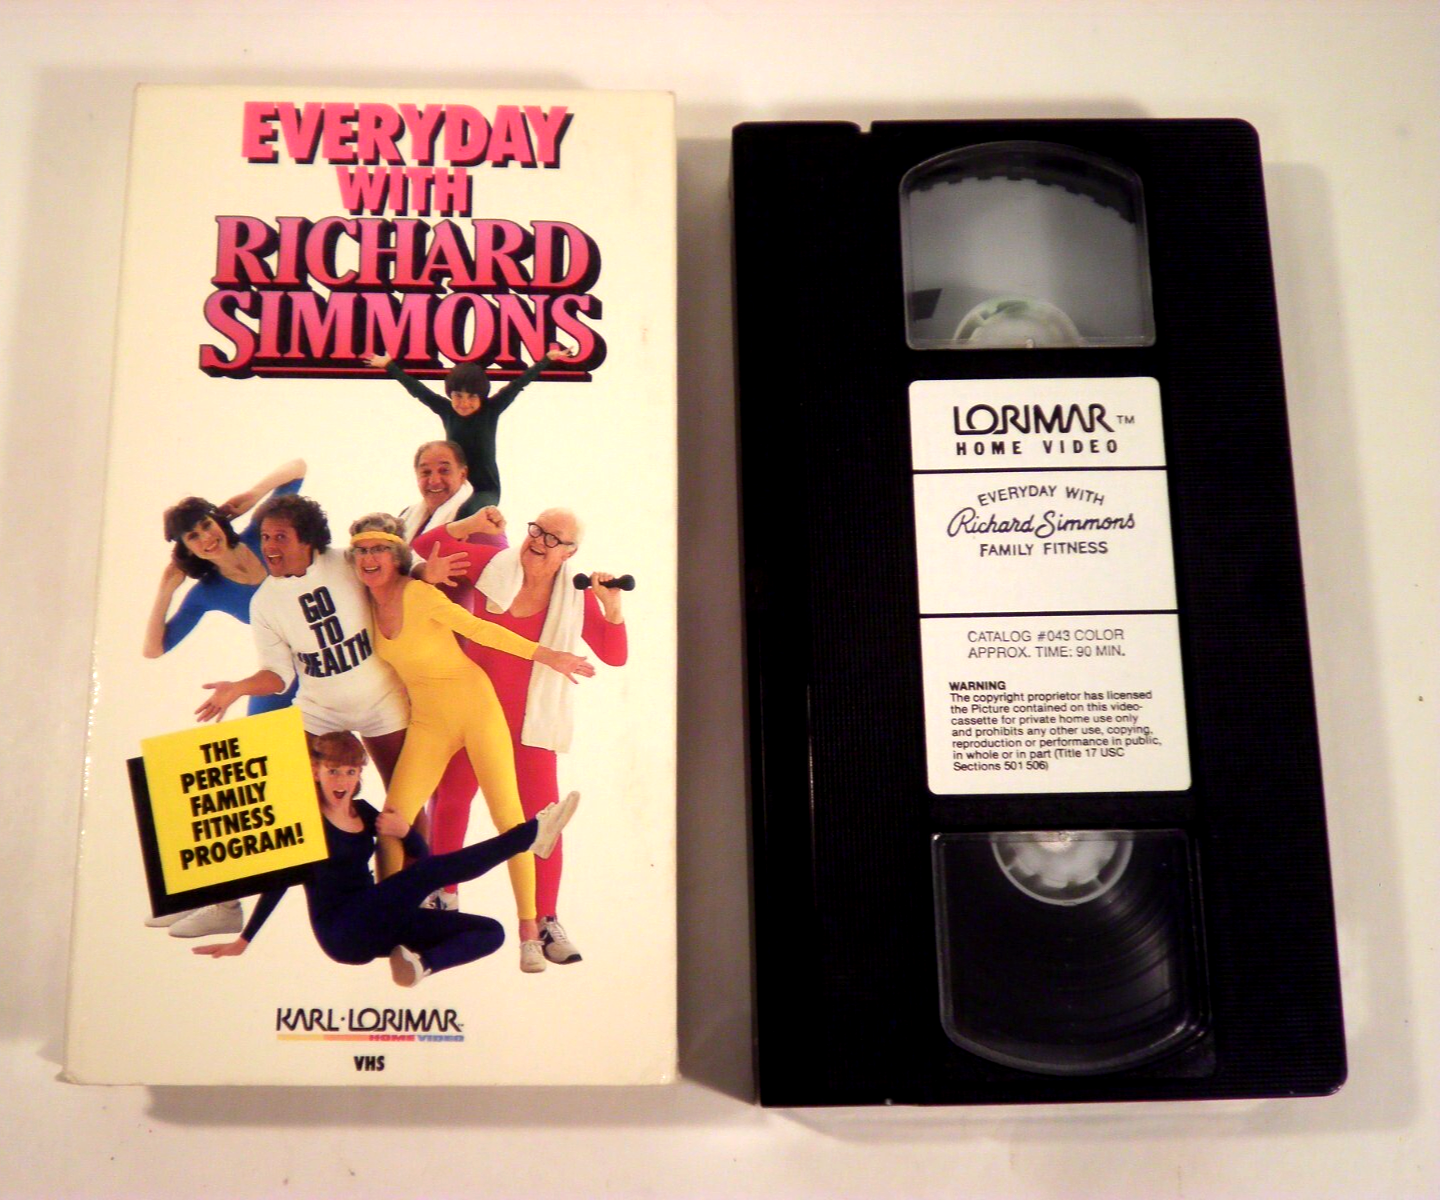 EVERYDAY
WITH
RICHARD
SIMMONS
GO
TO
HEALTH
THE
PERFECT
FAMILY
FITNESS
PROGRAM!
KARL·LORIMAR
HOME VIDEO
VHS
LORIMAR™
HOME VIDEO
EVERYDAY WITH
Richard Simmons
FAMILY FITNESS
CATALOG #043 COLOR
APPROX. TIME: 90 MIN.
WARNING
The copyright proprietor has licensed
the Picture contained on this video-
cassette for private home use only
and prohibits any other use, copying,
reproduction or performance in public,
in whole or in part (Title 17 USC
Sections 501 506)